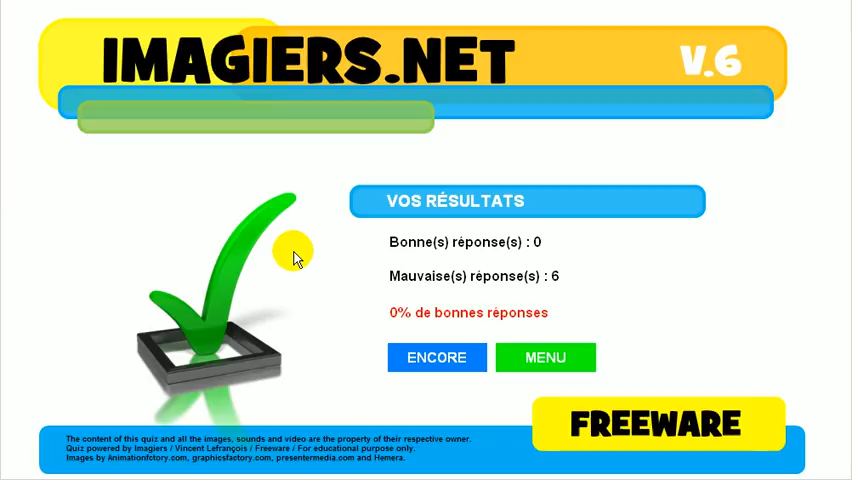 IMAGIERS.NET
V.6
VOS RÉSULTATS
Bonne(s) réponse(s) : 0
Mauvaise(s) réponse(s) : 6
0% de bonnes réponses
ENCORE
MENU
FREEWARE
The content of this quiz and all the images, sounds and video are the property of their respective owner.
Quiz powered by Imagiers / Vincent Lefrançois / Freeware / For educational purpose only.
Images by Animationfctory.com, graphicsfactory.com, presentermedia.com and Hemera.